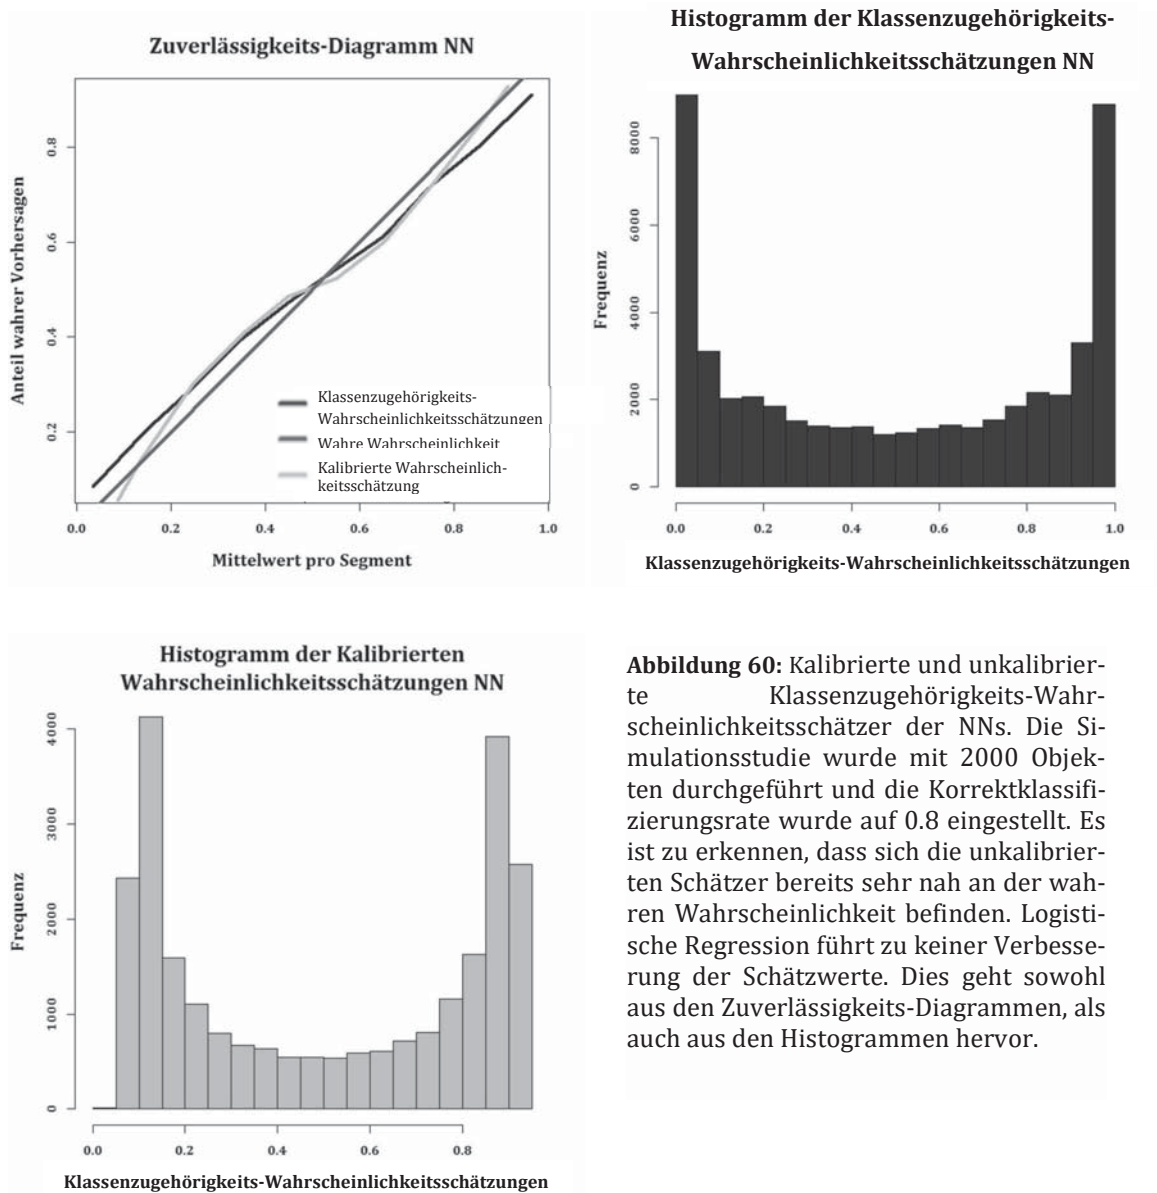 Zuverlässigkeits-Diagramm NN
Anteil wahrer Vorhersagen
0.8
0.6
0.4
0.2
Klassenzugehörigkeits-
Wahrscheinlichkeitsschätzungen
Wahre Wahrscheinlichkeit
Kalibrierte Wahrscheinlich-
keitsschätzung
0.0 0.2 0.4 0.6 0.8 1.0
Mittelwert pro Segment
Histogramm der Klassenzugehörigkeits-
Wahrscheinlichkeitsschätzungen NN
Frequenz
8000
6000
4000
2000
0
0.0 0.2 0.4 0.6 0.8 1.0
Klassenzugehörigkeits-Wahrscheinlichkeitsschätzungen
Histogramm der Kalibrierten
Wahrscheinlichkeitsschätzungen NN
Frequenz
4000
3000
2000
1000
0
0.0 0.2 0.4 0.6 0.8
Klassenzugehörigkeits-Wahrscheinlichkeitsschätzungen
Abbildung 60: Kalibrierte und unkalibrier-
te Klassenzugehörigkeits-Wahr-
scheinlichkeitsschätzer der NNs. Die Si-
mulationsstudie wurde mit 2000 Objek-
ten durchgeführt und die Korrektklassifi-
zierungsrate wurde auf 0.8 eingestellt. Es
ist zu erkennen, dass sich die unkalibrier-
ten Schätzer bereits sehr nah an der wah-
ren Wahrscheinlichkeit befinden. Logisti-
sche Regression führt zu keiner Verbesse-
rung der Schätzwerte. Dies geht sowohl
aus den Zuverlässigkeits-Diagrammen, als
auch aus den Histogrammen hervor.